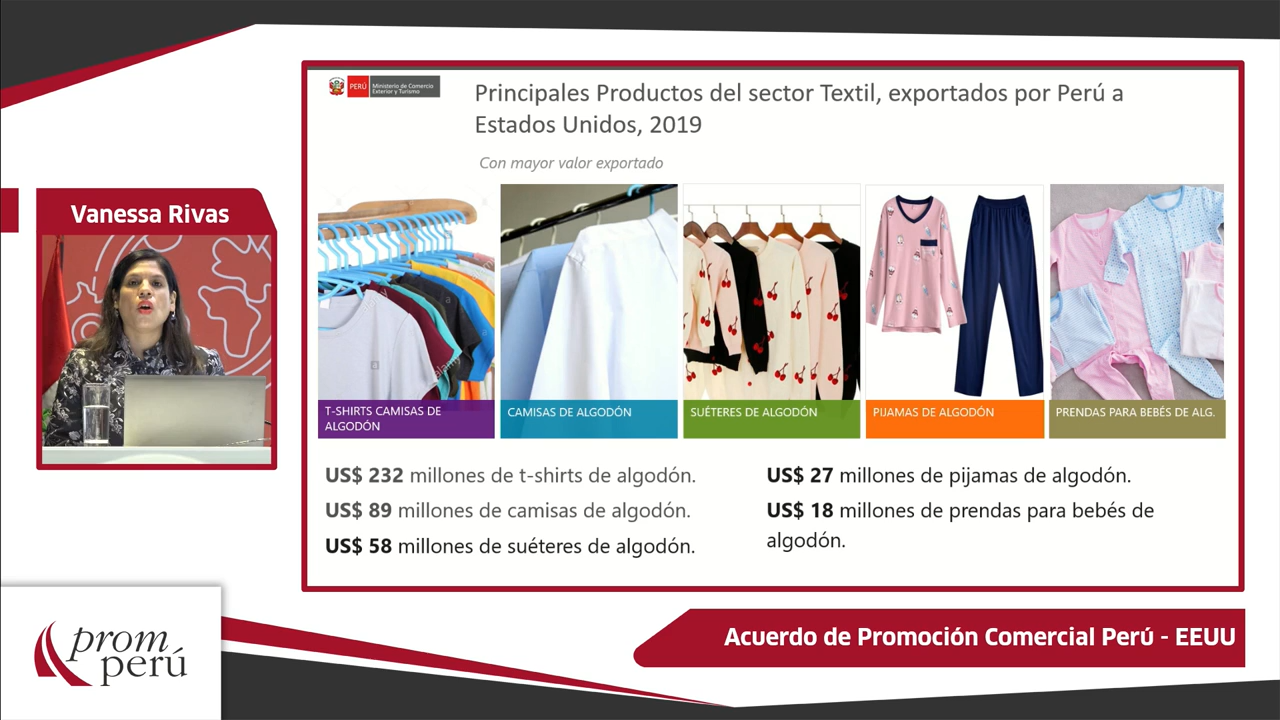 PERÚ
Ministerio de Comercio
Exterior y Turismo
Principales Productos del sector Textil, exportados por Perú a
Estados Unidos, 2019
Con mayor valor exportado
Vanessa Rivas
alamy
a
T-SHIRTS CAMISAS DE
ALGODÓN
CAMISAS DE ALGODÓN
SUÉTERES DE ALGODÓN
PIJAMAS DE ALGODÓN
PRENDAS PARA BEBÉS DE ALG.
US$ 232 millones de t-shirts de algodón.
US$ 89 millones de camisas de algodón.
US$ 58 millones de suéteres de algodón.
US$ 27 millones de pijamas de algodón.
US$ 18 millones de prendas para bebés de
algodón.
Acuerdo de Promoción Comercial Perú - EEUU
prom
perú